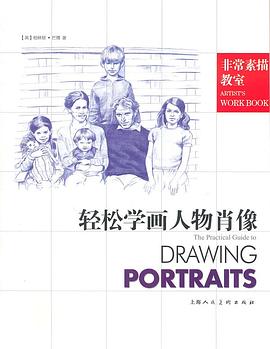 【英】柏林顿·巴博 著
非常素描
教室
ARTIST'S
WORK BOOK
轻松学画人物肖像
The Practical Guide to
DRAWING
PORTRAITS
上海人民美术出版社